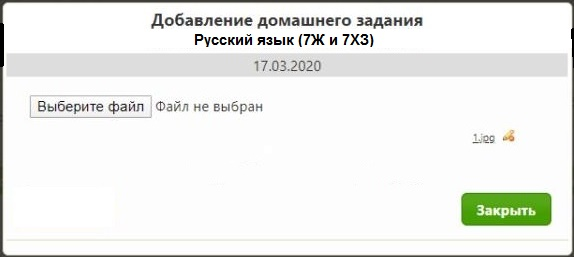 Добавление домашнего задания
Русский язык (7Ж и 7ХЗ)
17.03.2020
Выберите файл Файл не выбран
1.jpg
Закрыть